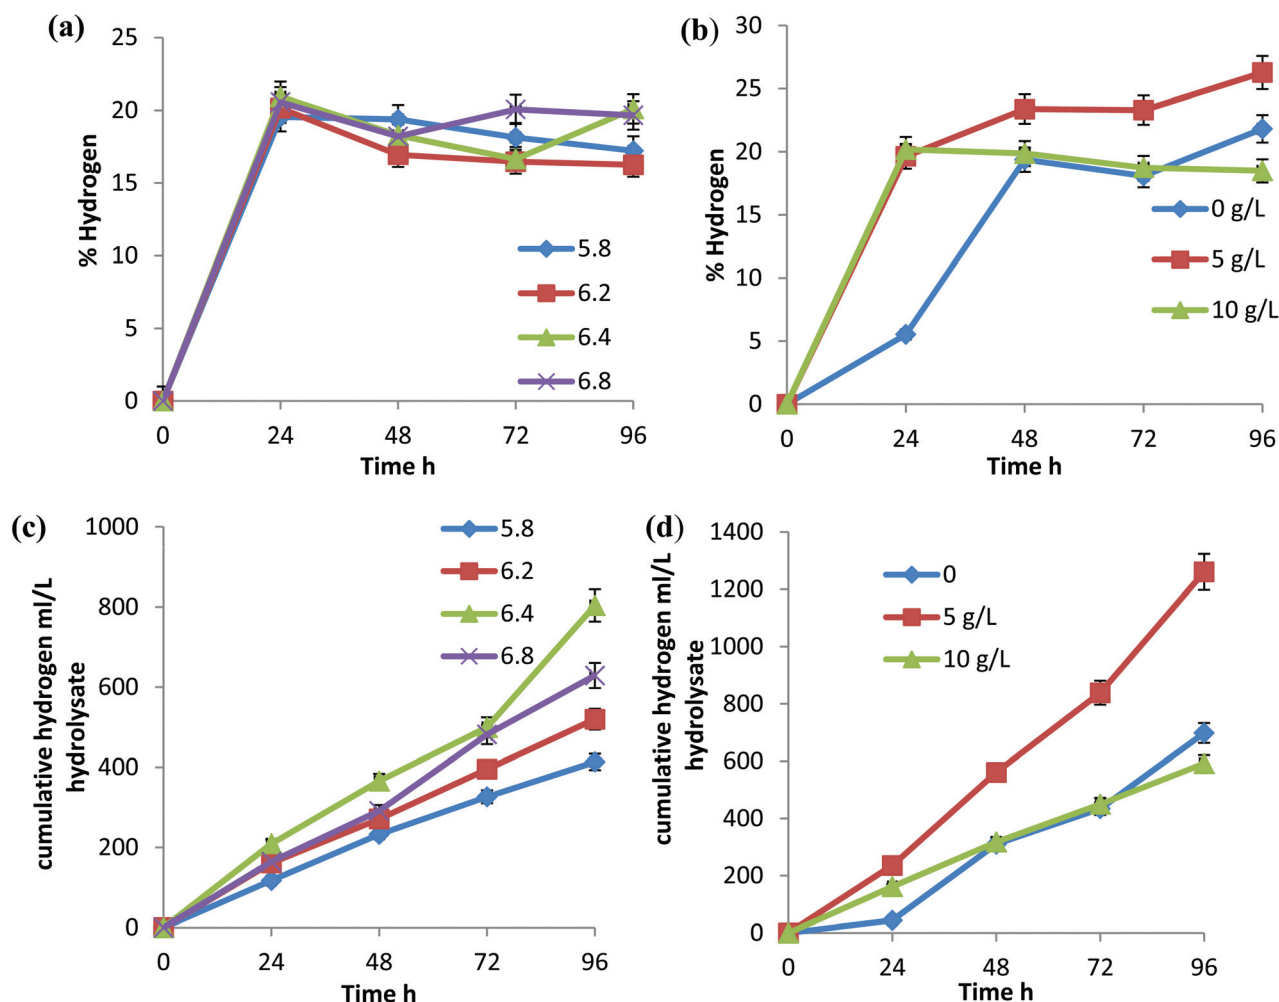 (a)
% Hydrogen
25
20
15
10
5
0
0 24 48 72 96
Time h
5.8
6.2
6.4
6.8
(b)
% Hydrogen
30
25
20
15
10
5
0
0 24 48 72 96
Time h
0 g/L
5 g/L
10 g/L
(c)
cumulative hydrogen ml/L
hydrolysate
1000
800
600
400
200
0
0 24 48 72 96
Time h
5.8
6.2
6.4
6.8
(d)
cumulative hydrogen ml/L
hydrolysate
1400
1200
1000
800
600
400
200
0
0 24 48 72 96
Time h
0
5 g/L
10 g/L